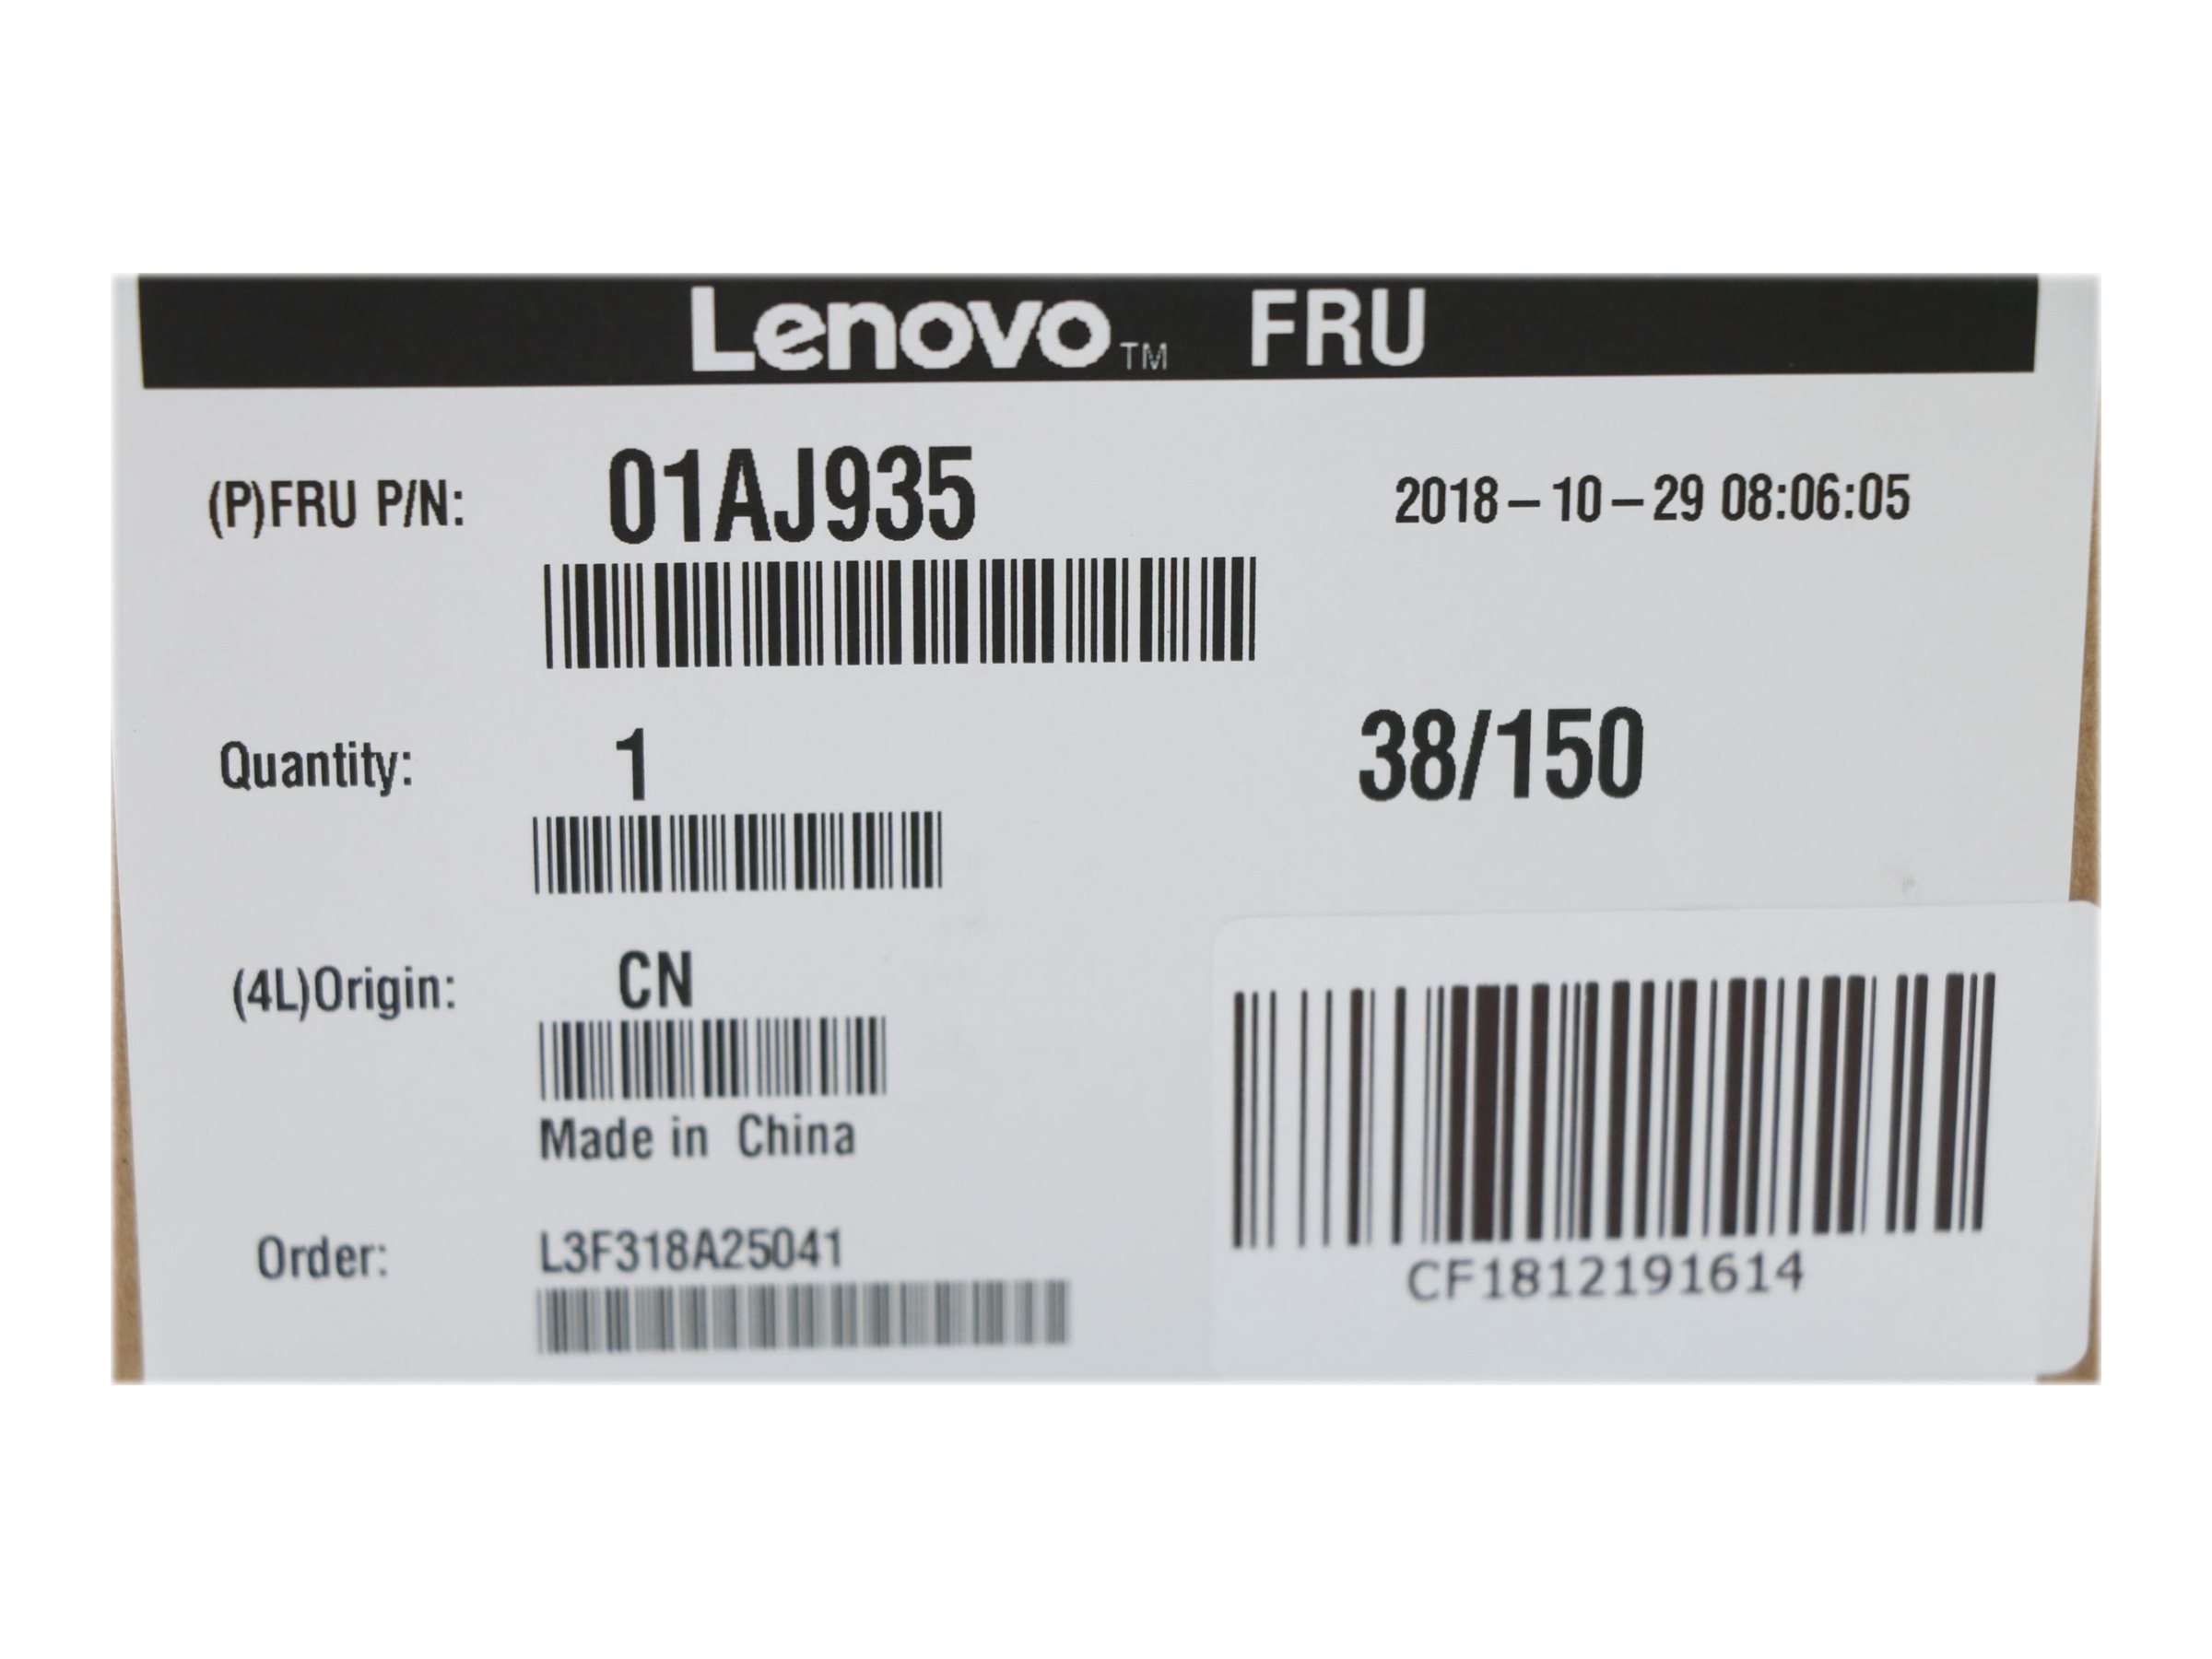 Lenovo™ FRU
(P)FRU P/N: 01AJ935 2018-10-29 08:06:05
Quantity: 1 38/150
(4L)Origin: CN
Made in China
Order: L3F318A25041
CF1812191614